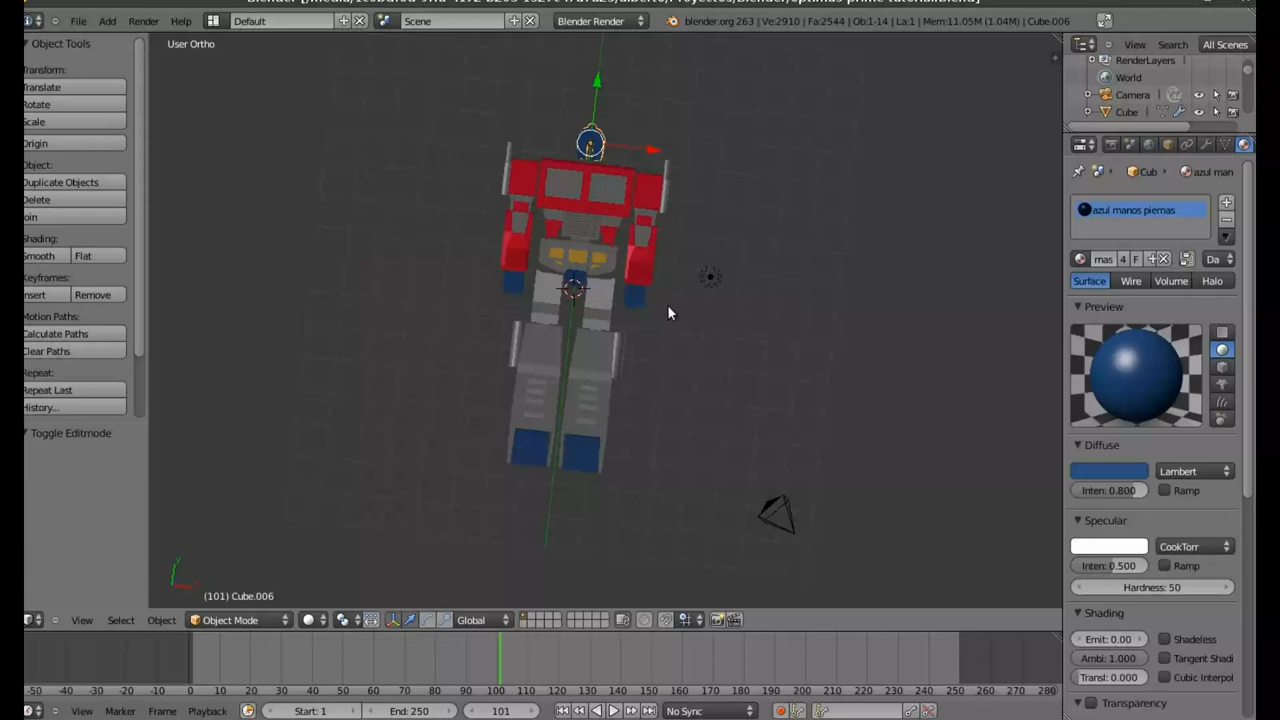 File Add Render Help Default Scene Blender Render blender.org 263 | Ve:2910 | Fa:2544 | Ob:1-14 | La:1 | Mem:11.05M (1.04M) | Cube.006
Object Tools
Transform:
Translate
Rotate
Scale
Origin
Object:
Duplicate Objects
Delete
Join
Shading:
Smooth Flat
Keyframes:
Insert Remove
Motion Paths:
Calculate Paths
Clear Paths
Repeat:
Repeat Last
History...
Toggle Editmode
User Ortho
(101) Cube.006
View Select Object Object Mode Global
-50 -40 -30 -20 -10 0 10 20 30 40 50 60 70 80 90 100 110 120 130 140 150 160 170 180 190 200 210 220 230 240 250 260 270 280
View Marker Frame Playback Start: 1 End: 250 101 No Sync
View Search All Scenes
RenderLayers
World
Camera
Cube
Cub azul man
azul manos piernas
mas 4 F Da
Surface Wire Volume Halo
Preview
Diffuse
Lambert
Inten: 0.800 Ramp
Specular
CookTorr
Inten: 0.500 Ramp
Hardness: 50
Shading
Emit: 0.00 Shadeless
Ambi: 1.000 Tangent Shadi
Transl: 0.000 Cubic Interpol
Transparency